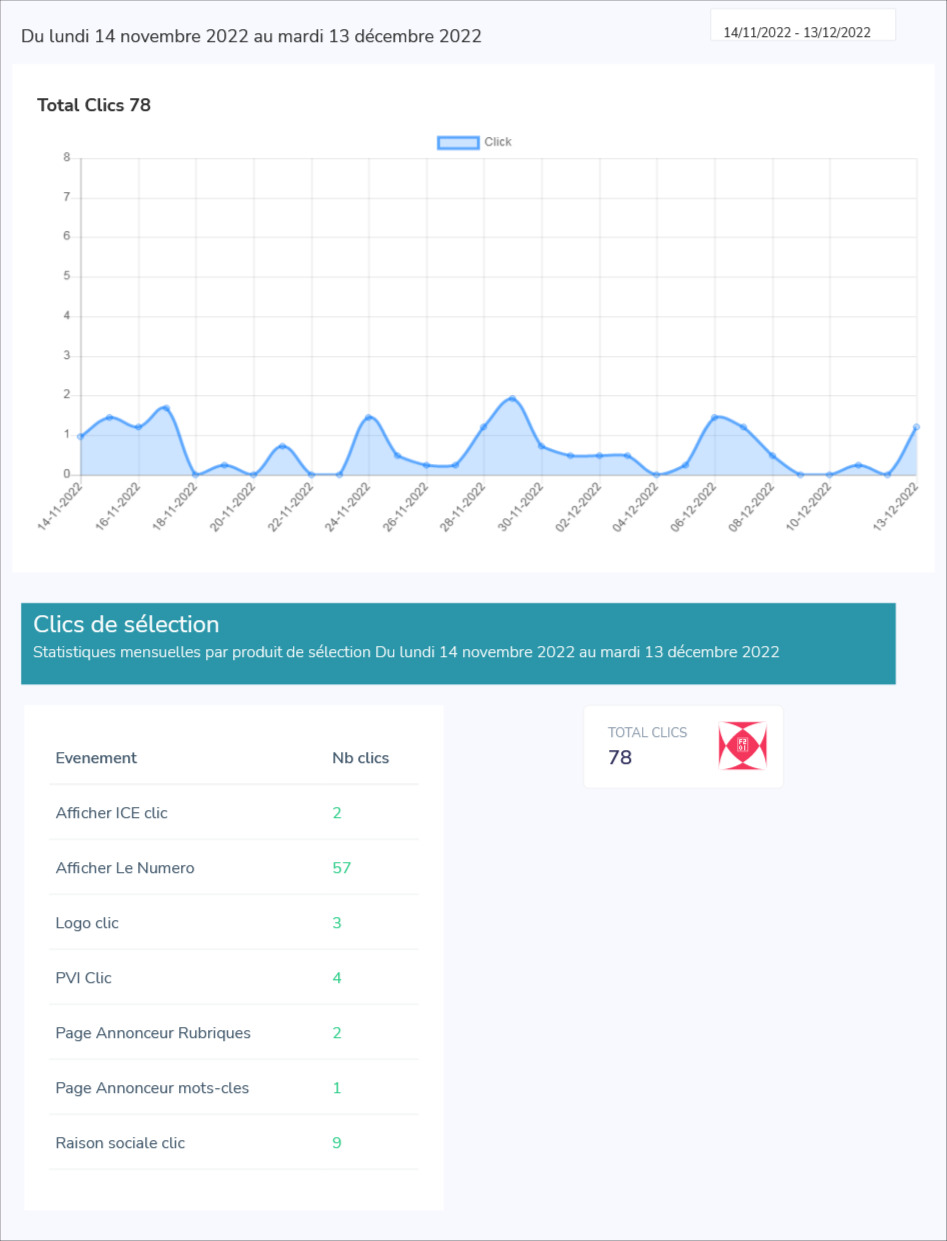 Du lundi 14 novembre 2022 au mardi 13 décembre 2022
14/11/2022 - 13/12/2022
Total Clics 78
Click
8
7
6
5
4
3
2
1
0
14-11-2022
16-11-2022
18-11-2022
20-11-2022
22-11-2022
24-11-2022
26-11-2022
28-11-2022
30-11-2022
02-12-2022
04-12-2022
06-12-2022
08-12-2022
10-12-2022
13-12-2022
Clics de sélection
Statistiques mensuelles par produit de sélection Du lundi 14 novembre 2022 au mardi 13 décembre 2022
Evenement Nb clics
Afficher ICE clic 2
Afficher Le Numero 57
Logo clic 3
PVI Clic 4
Page Annonceur Rubriques 2
Page Annonceur mots-cles 1
Raison sociale clic 9
TOTAL CLICS
78